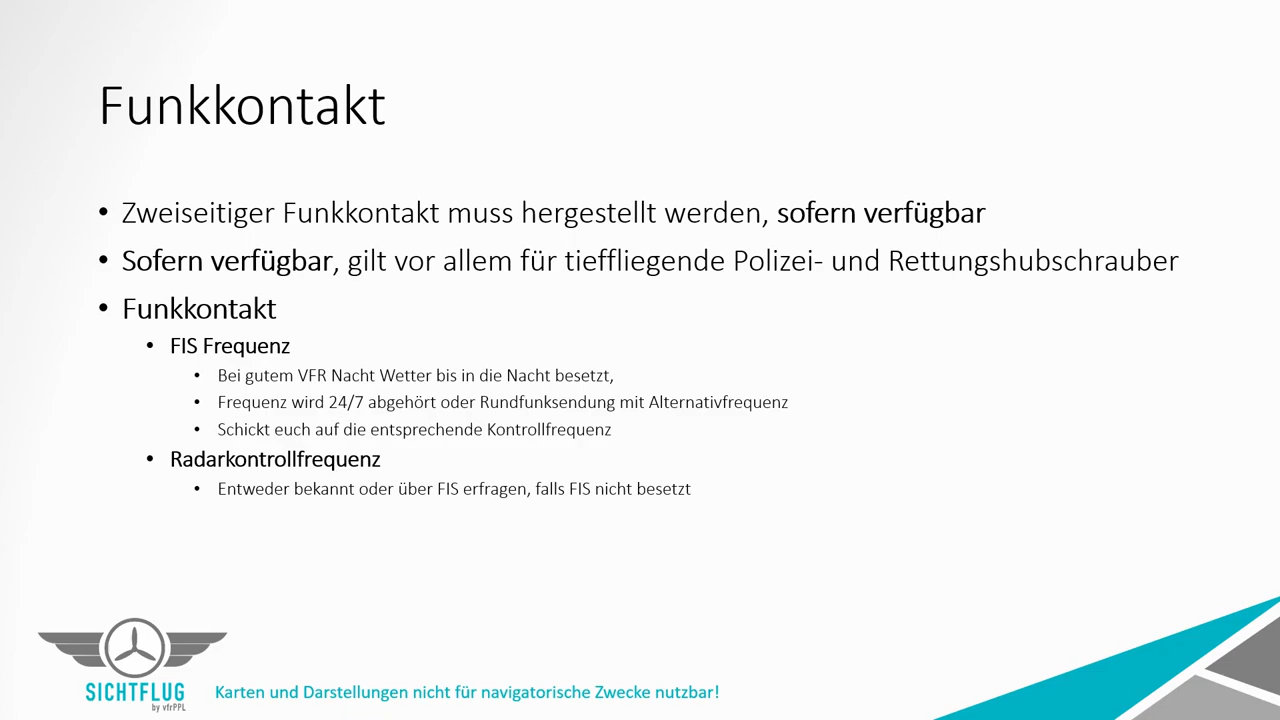 Funkkontakt
• Zweiseitiger Funkkontakt muss hergestellt werden, sofern verfügbar
• Sofern verfügbar, gilt vor allem für tieffliegende Polizei- und Rettungshubschrauber
• Funkkontakt
• FIS Frequenz
• Bei gutem VFR Nacht Wetter bis in die Nacht besetzt,
• Frequenz wird 24/7 abgehört oder Rundfunksendung mit Alternativfrequenz
• Schickt euch auf die entsprechende Kontrollfrequenz
• Radarkontrollfrequenz
• Entweder bekannt oder über FIS erfragen, falls FIS nicht besetzt
SICHTFLUG
by vfrPPL
Karten und Darstellungen nicht für navigatorische Zwecke nutzbar!